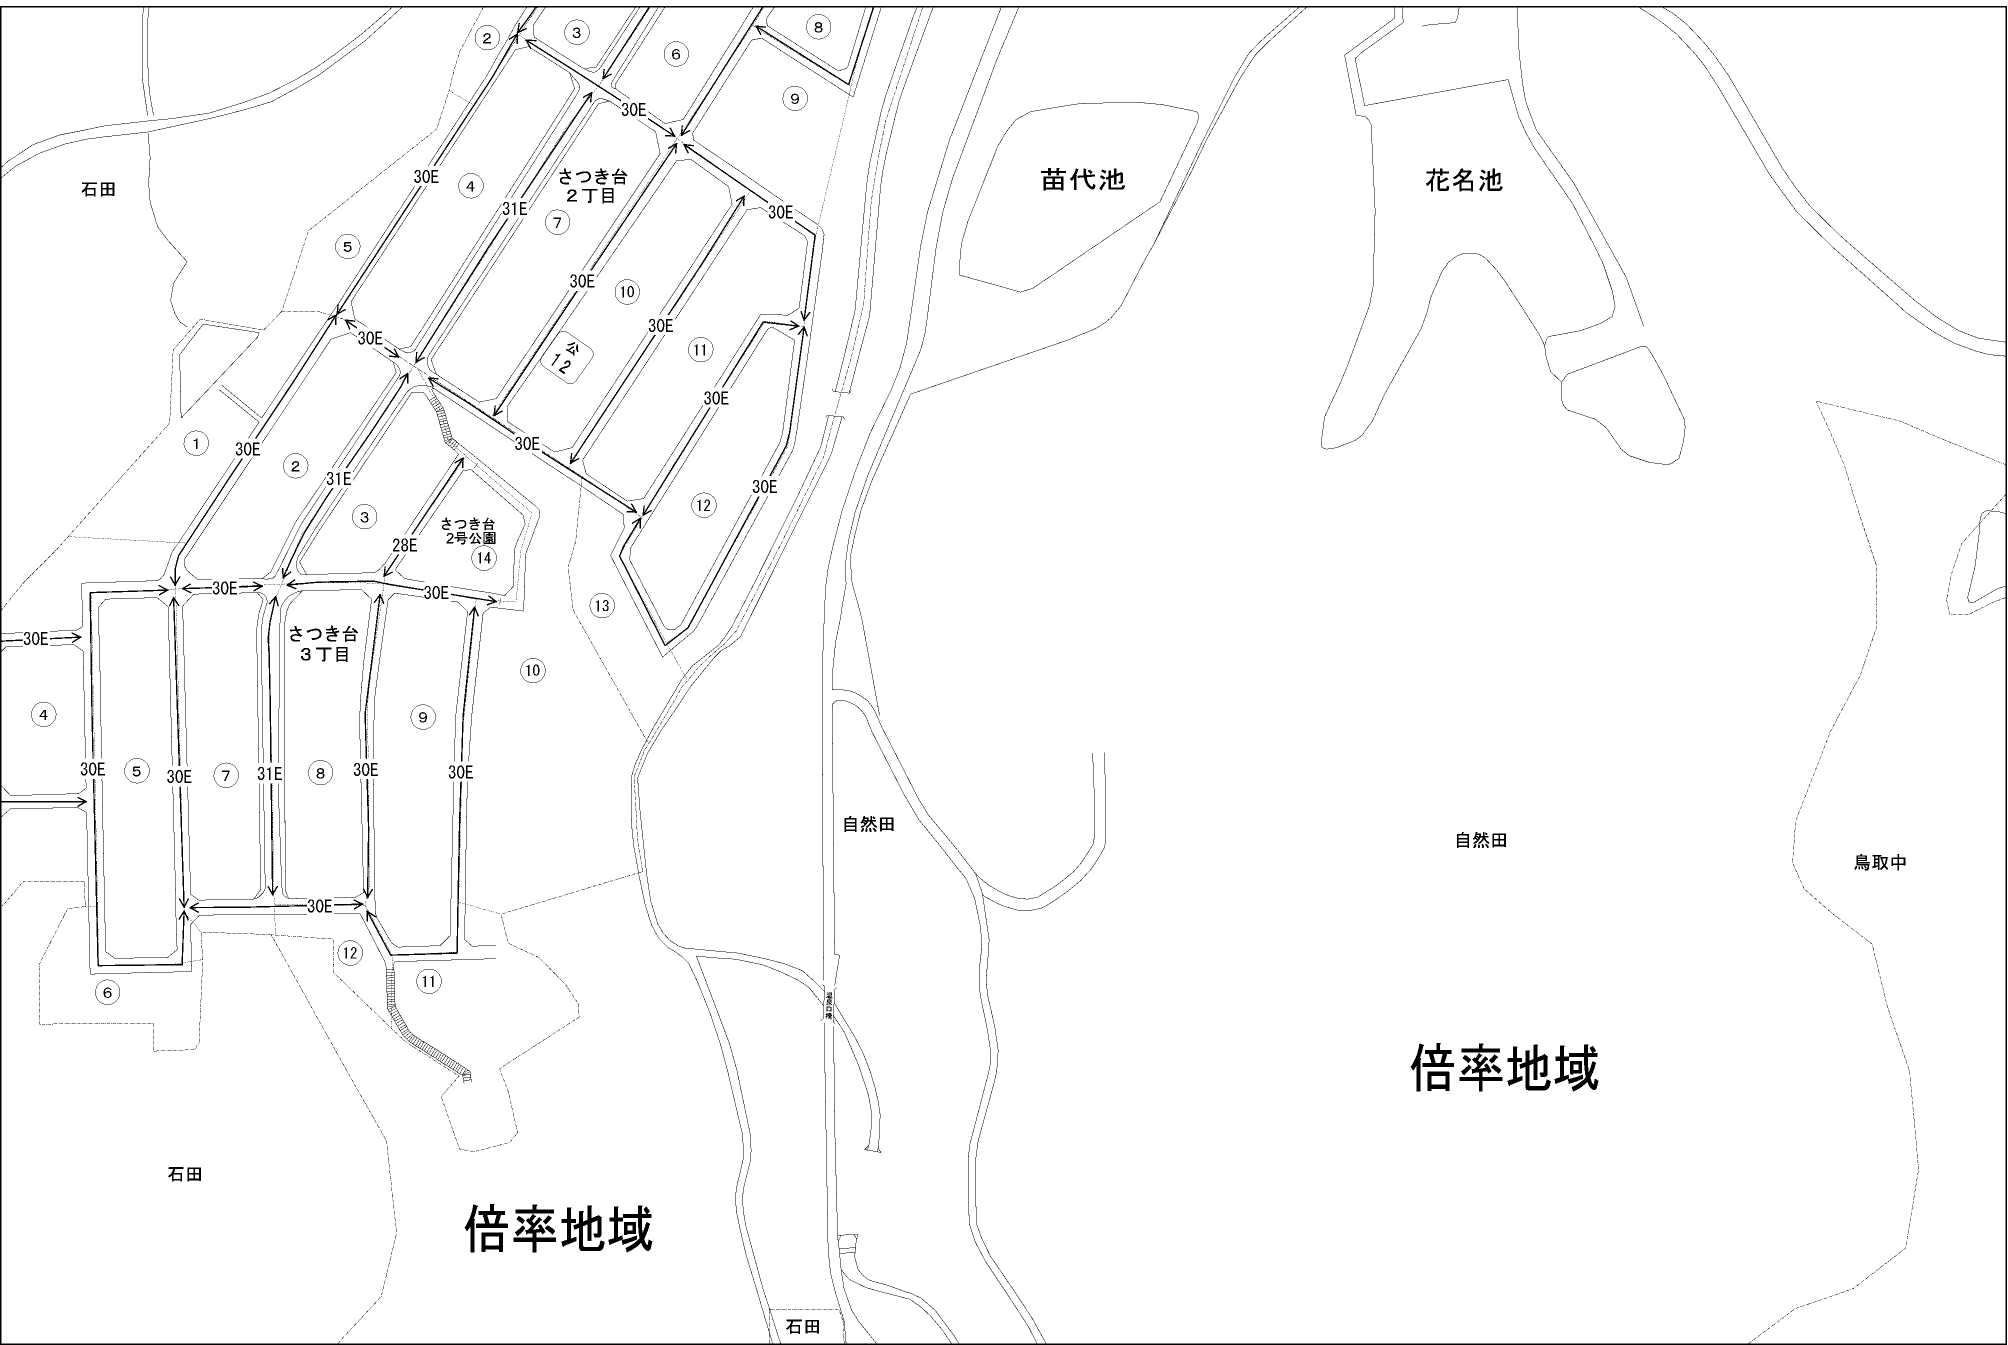 ②
③
⑥
⑧
⑨
30E
石田
30E
④
さつき台
2丁目
31E
⑦
30E
⑤
30E
⑩
30E
公
12
30E
⑪
30E
苗代池
花名池
①
30E
②
31E
30E
30E
⑫
③
28E
さつき台
2号公園
⑭
30E
30E
30E
⑬
30E
さつき台
3丁目
⑩
④
⑨
30E
⑤
30E
⑦
31E
⑧
30E
30E
自然田
自然田
鳥取中
30E
⑫
⑪
⑥
倍率地域
石田
倍率地域
石田